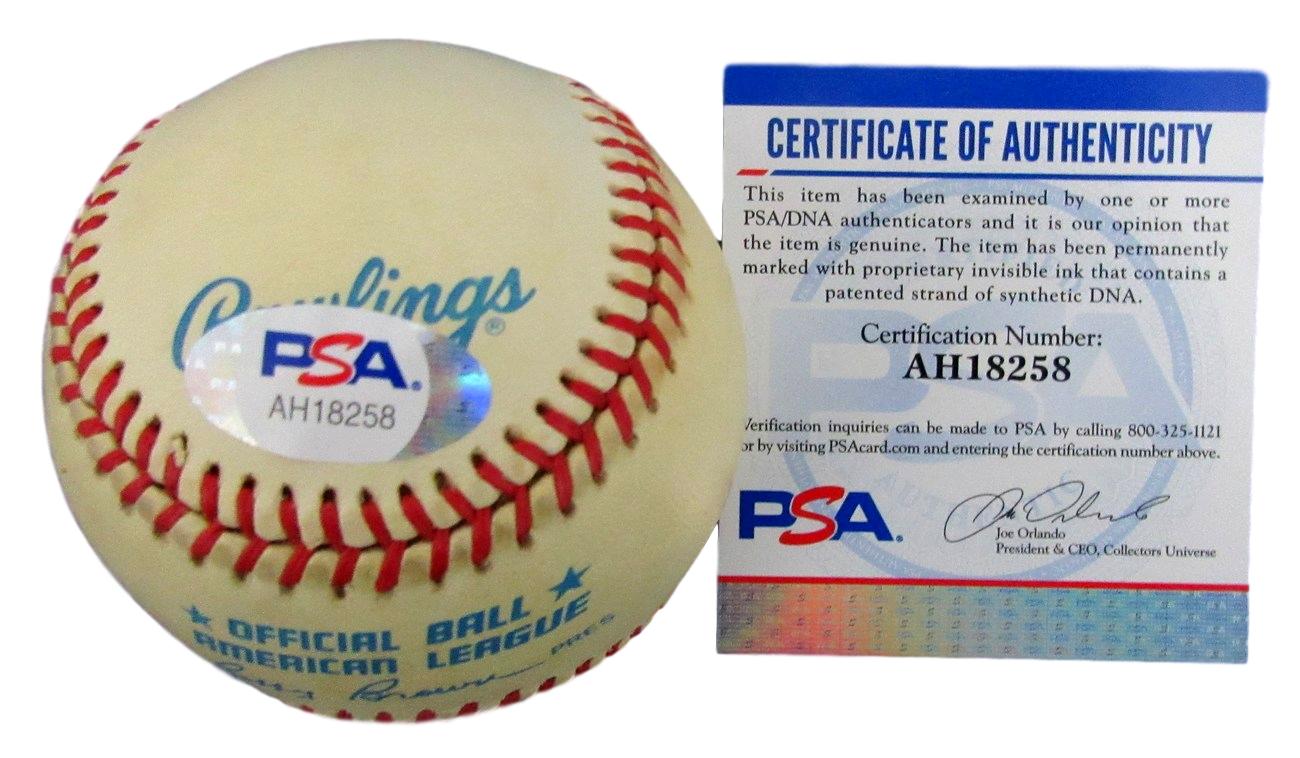 Rawlings®
PSA®
AH18258
★ OFFICIAL BALL ★
AMERICAN LEAGUE
Brown PRES
CERTIFICATE OF AUTHENTICITY
This item has been examined by one or more
PSA/DNA authenticators and it is our opinion that
the item is genuine. The item has been permanently
marked with proprietary invisible ink that contains a
patented strand of synthetic DNA.
Certification Number:
AH18258
Verification inquiries can be made to PSA by calling 800-325-1121
or by visiting PSAcard.com and entering the certification number above.
PSA®
Joe Orlando
President & CEO, Collectors Universe